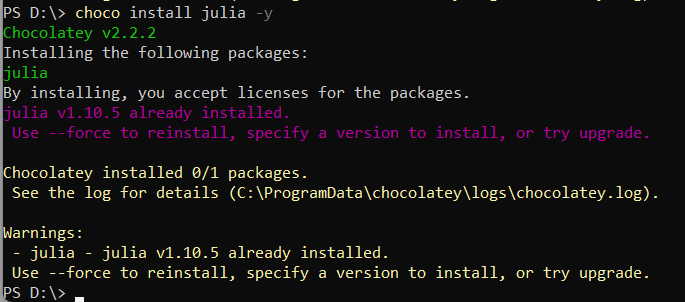 PS D:\> choco install julia -y
Chocolatey v2.2.2
Installing the following packages:
julia
By installing, you accept licenses for the packages.
julia v1.10.5 already installed.
 Use --force to reinstall, specify a version to install, or try upgrade.

Chocolatey installed 0/1 packages.
 See the log for details (C:\ProgramData\chocolatey\logs\chocolatey.log).

Warnings:
 - julia - julia v1.10.5 already installed.
 Use --force to reinstall, specify a version to install, or try upgrade.
PS D:\>